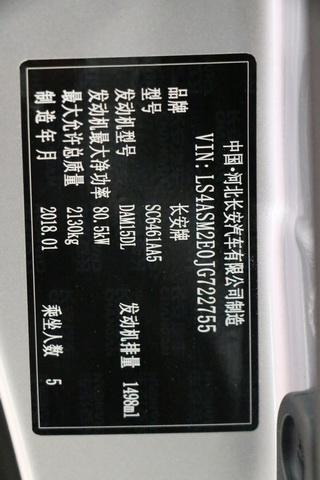 中国·河北长安汽车有限公司制造
VIN: LS4ASM2E0JG722755
品牌 长安牌
型号 SC6461AA5
发动机型号 DAM15DL 发动机排量 1498ml
发动机最大净功率 80.5kW
最大允许总质量 2130kg 乘坐人数 5
制造年月 2018.01